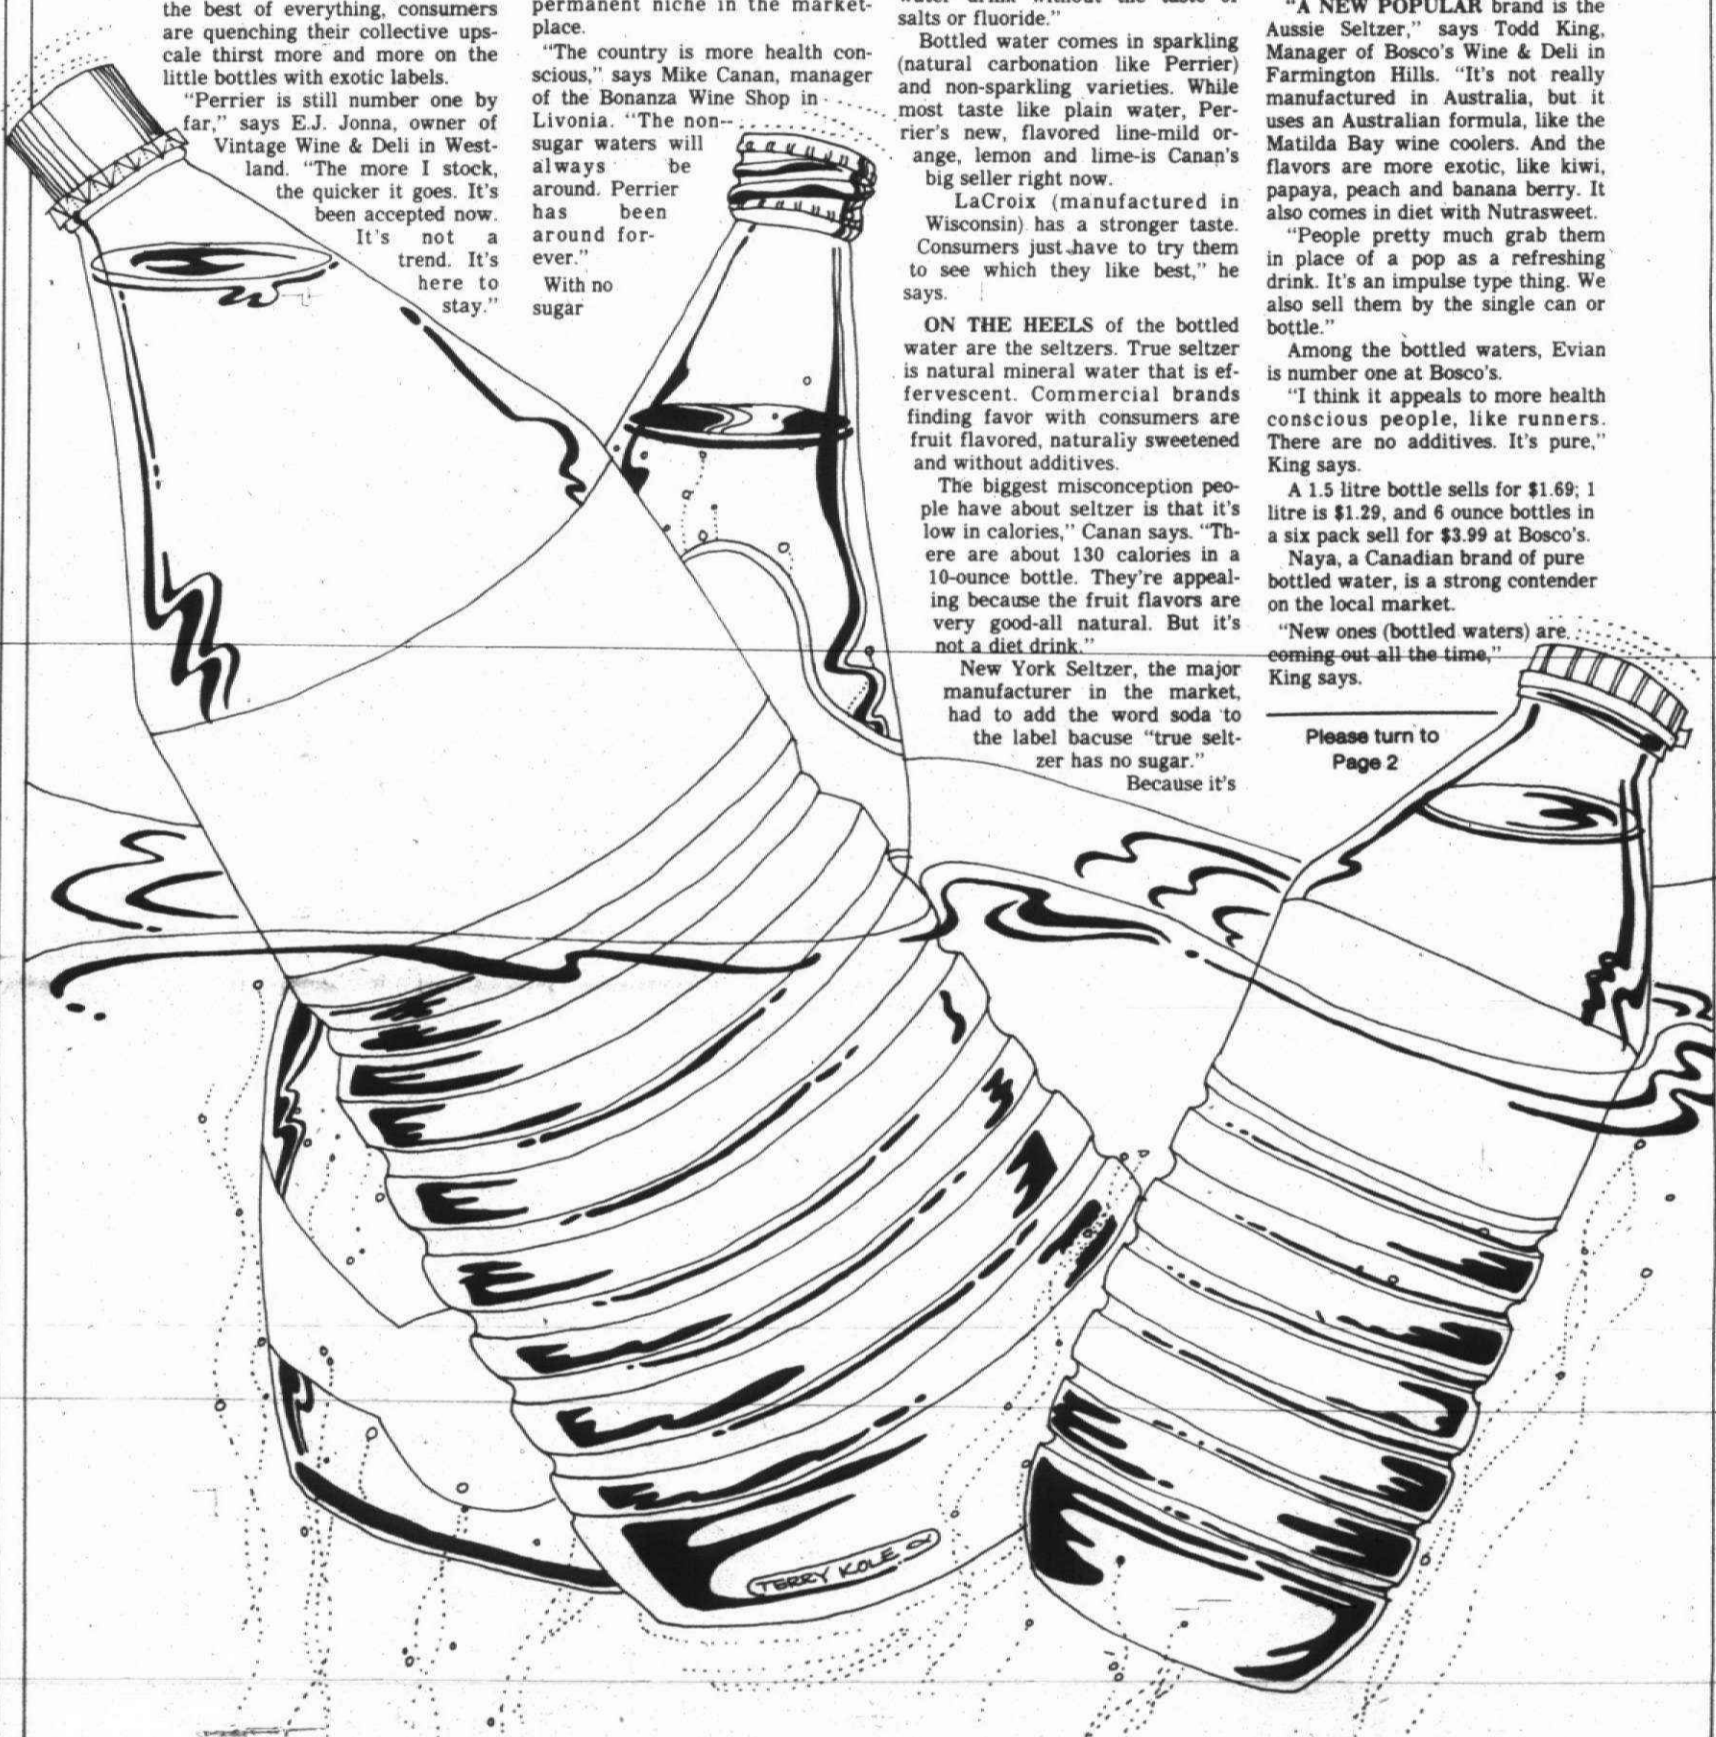 the best of everything, consumers
are quenching their collective ups-
cale thirst more and more on the
little bottles with exotic labels.
"Perrier is still number one by
far," says E.J. Jonna, owner of
Vintage Wine & Deli in West-
land. "The more I stock,
the quicker it goes. It's
been accepted now.
It's not a
trend. It's
here to
stay."
permanent niche in the market-
place.
"The country is more health con-
scious," says Mike Canan, manager
of the Bonanza Wine Shop in
Livonia. "The non-
sugar waters will
always be
around. Perrier
has been
around for-
ever."
With no
sugar
water drink without the taste of
salts or fluoride."
Bottled water comes in sparkling
(natural carbonation like Perrier)
and non-sparkling varieties. While
most taste like plain water, Per-
rier's new, flavored line-mild or-
ange, lemon and lime-is Canan's
big seller right now.
LaCroix (manufactured in
Wisconsin) has a stronger taste.
Consumers just have to try them
to see which they like best," he
says.
ON THE HEELS of the bottled
water are the seltzers. True seltzer
is natural mineral water that is ef-
fervescent. Commercial brands
finding favor with consumers are
fruit flavored, naturally sweetened
and without additives.
The biggest misconception peo-
ple have about seltzer is that it's
low in calories," Canan says. "Th-
ere are about 130 calories in a
10-ounce bottle. They're appeal-
ing because the fruit flavors are
very good-all natural. But it's
not a diet drink."
New York Seltzer, the major
manufacturer in the market,
had to add the word soda to
the label bacuse "true selt-
zer has no sugar."
Because it's
"A NEW POPULAR brand is the
Aussie Seltzer," says Todd King,
Manager of Bosco's Wine & Deli in
Farmington Hills. "It's not really
manufactured in Australia, but it
uses an Australian formula, like the
Matilda Bay wine coolers. And the
flavors are more exotic, like kiwi,
papaya, peach and banana berry. It
also comes in diet with Nutrasweet.
"People pretty much grab them
in place of a pop as a refreshing
drink. It's an impulse type thing. We
also sell them by the single can or
bottle."
Among the bottled waters, Evian
is number one at Bosco's.
"I think it appeals to more health
conscious people, like runners.
There are no additives. It's pure,"
King says.
A 1.5 litre bottle sells for $1.69; 1
litre is $1.29, and 6 ounce bottles in
a six pack sell for $3.99 at Bosco's.
Naya, a Canadian brand of pure
bottled water, is a strong contender
on the local market.
"New ones (bottled waters) are
coming out all the time,"
King says.
Please turn to
Page 2
TERRY KOLE